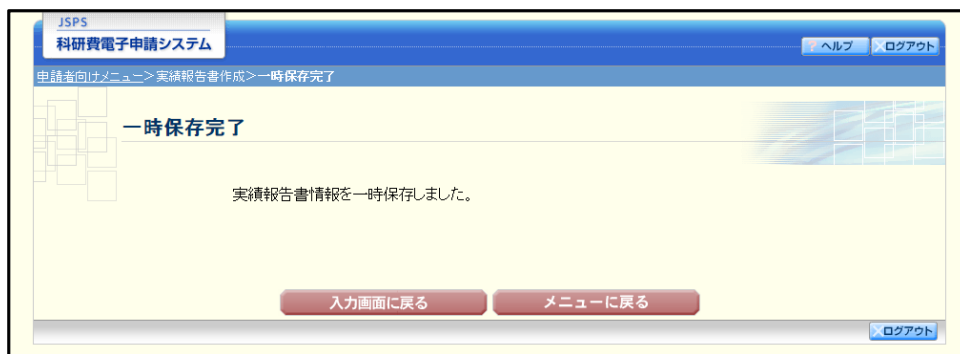 JSPS
科研費電子申請システム
? ヘルプ ×ログアウト
申請者向けメニュー>実績報告書作成>一時保存完了
一時保存完了
実績報告書情報を一時保存しました。
入力画面に戻る メニューに戻る
×ログアウト